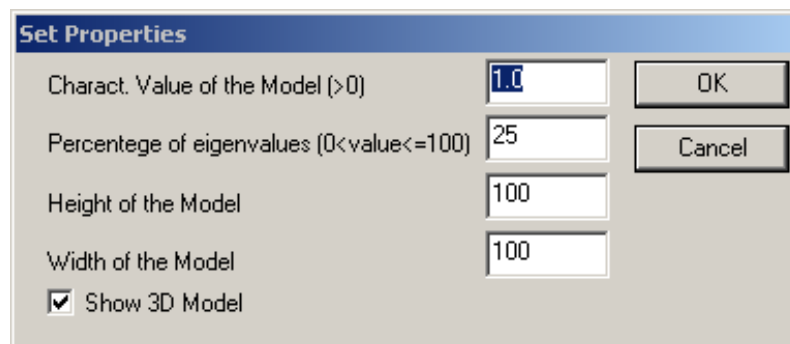 Set Properties
Charact. Value of the Model (>0) 1.0 OK
Percentege of eigenvalues (0<value<=100) 25 Cancel
Height of the Model 100
Width of the Model 100
Show 3D Model